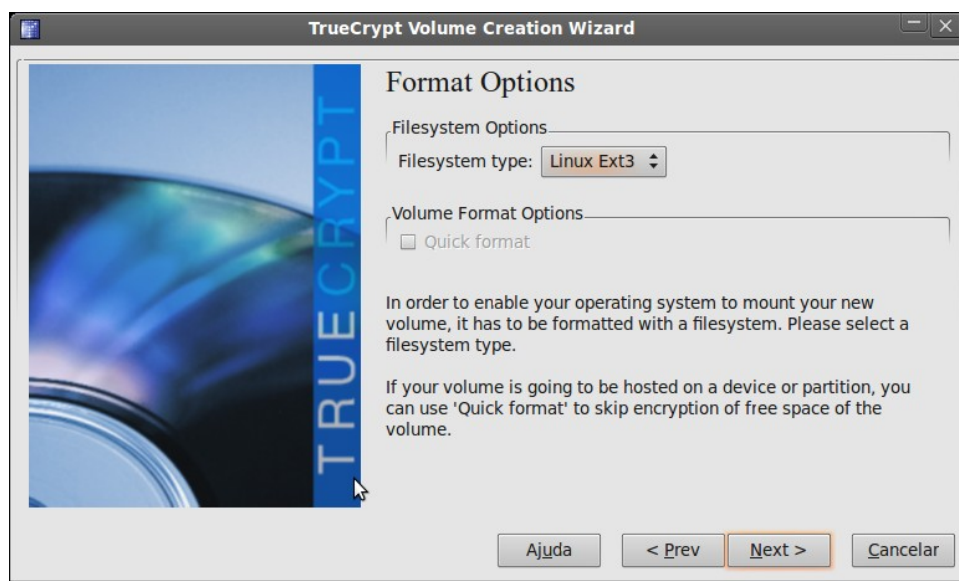 TrueCrypt Volume Creation Wizard
TRUECRYPT
Format Options
Filesystem Options
Filesystem type: Linux Ext3
Volume Format Options
Quick format
In order to enable your operating system to mount your new
volume, it has to be formatted with a filesystem. Please select a
filesystem type.
If your volume is going to be hosted on a device or partition, you
can use 'Quick format' to skip encryption of free space of the
volume.
Ajuda < Prev Next > Cancelar